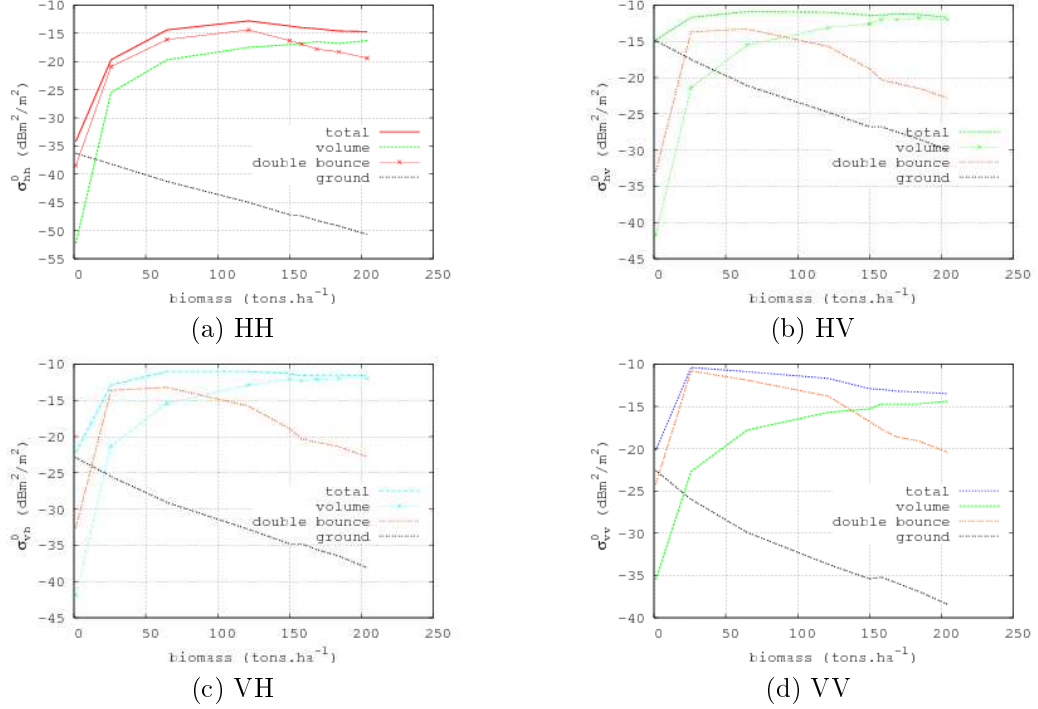 -10
-15
-20
-25
-30
-35
-40
-45
-50
-55
0 50 100 150 200 250
σ⁰hh (dBm²/m²)
biomass (tons.ha⁻¹)
total
volume
double bounce
ground
(a) HH
-10
-15
-20
-25
-30
-35
-40
-45
0 50 100 150 200 250
σ⁰hv (dBm²/m²)
biomass (tons.ha⁻¹)
total
volume
double bounce
ground
(b) HV
-10
-15
-20
-25
-30
-35
-40
-45
0 50 100 150 200 250
σ⁰vh (dBm²/m²)
biomass (tons.ha⁻¹)
total
volume
double bounce
ground
(c) VH
-10
-15
-20
-25
-30
-35
-40
0 50 100 150 200 250
σ⁰vv (dBm²/m²)
biomass (tons.ha⁻¹)
total
volume
double bounce
ground
(d) VV